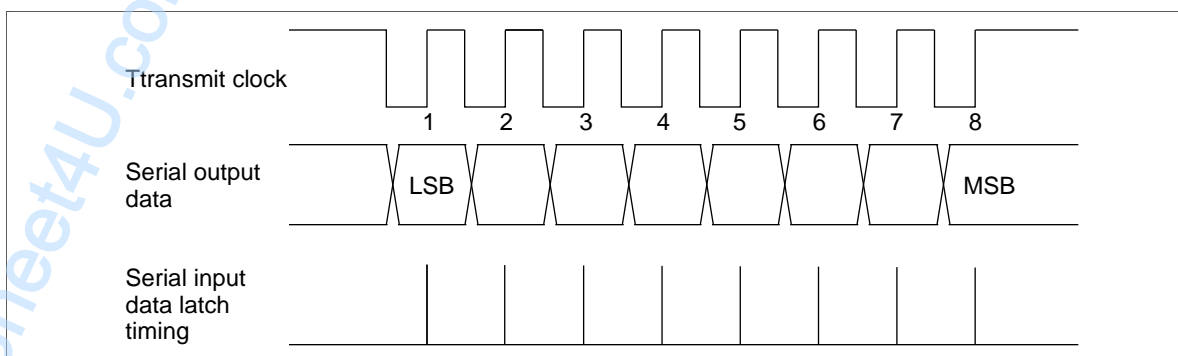 Ttransmit clock
1 2 3 4 5 6 7 8
Serial output
data
LSB
MSB
Serial input
data latch
timing